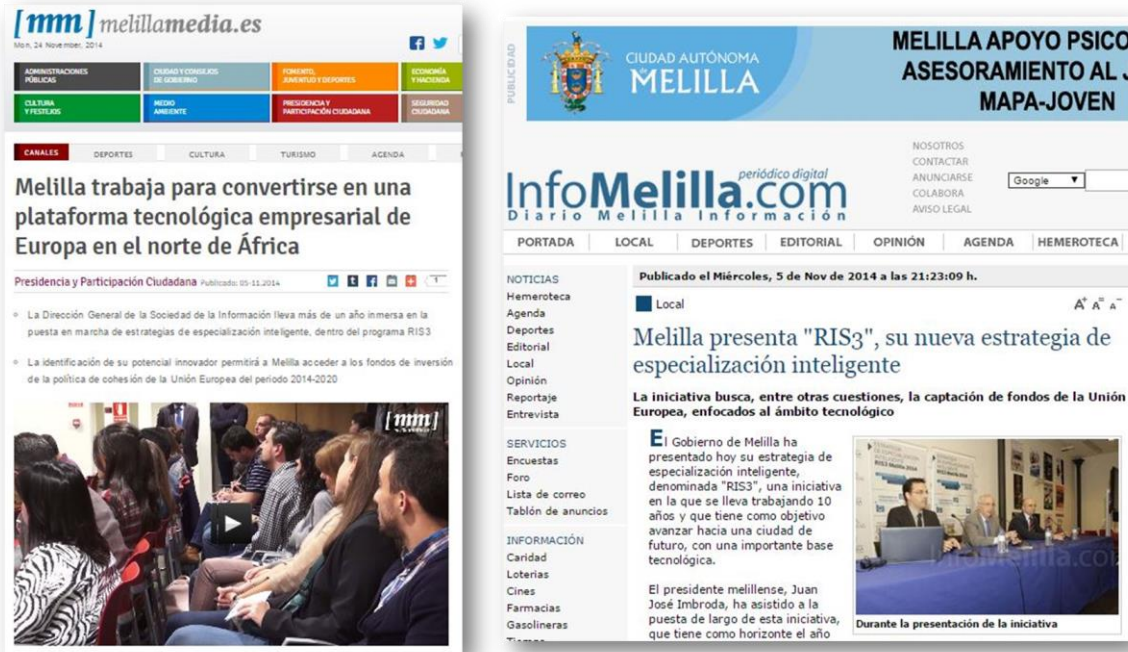 [mm] melillamedia.es
Mon, 24 November, 2014
ADMINISTRACIONES
PÚBLICAS
CIUDAD Y CONSEJOS
DE GOBIERNO
FOMENTO,
JUVENTUD Y DEPORTES
ECONOMÍA
Y HACIENDA
CULTURA
Y FESTEJOS
MEDIO
AMBIENTE
PRESIDENCIA Y
PARTICIPACIÓN CIUDADANA
SEGURIDAD
CIUDADANA
CANALES DEPORTES CULTURA TURISMO AGENDA
Melilla trabaja para convertirse en una
plataforma tecnológica empresarial de
Europa en el norte de África
Presidencia y Participación Ciudadana Publicado: 05-11.2014
1
La Dirección General de la Sociedad de la Información lleva más de un año inmersa en la
puesta en marcha de estrategias de especialización inteligente, dentro del programa RIS3
La identificación de su potencial innovador permitirá a Melilla acceder a los fondos de inversión
de la política de cohesión de la Unión Europea del periodo 2014-2020
[mm]
PUBLICIDAD
CIUDAD AUTÓNOMA
MELILLA
MELILLA APOYO PSICO
ASESORAMIENTO AL J
MAPA-JOVEN
periódico digital
InfoMelilla.com
Diario Melilla Información
NOSOTROS
CONTACTAR
ANUNCIARSE
COLABORA
AVISO LEGAL
Google
PORTADA LOCAL DEPORTES EDITORIAL OPINIÓN AGENDA HEMEROTECA
NOTICIAS
Hemeroteca
Agenda
Deportes
Editorial
Local
Opinión
Reportaje
Entrevista
SERVICIOS
Encuestas
Foro
Lista de correo
Tablón de anuncios
INFORMACIÓN
Caridad
Loterias
Cines
Farmacias
Gasolineras
Tiempo
Publicado el Miércoles, 5 de Nov de 2014 a las 21:23:09 h.
Local
A+ A= A-
Melilla presenta "RIS3", su nueva estrategia de
especialización inteligente
La iniciativa busca, entre otras cuestiones, la captación de fondos de la Unión
Europea, enfocados al ámbito tecnológico
El Gobierno de Melilla ha
presentado hoy su estrategia de
especialización inteligente,
denominada "RIS3", una iniciativa
en la que se lleva trabajando 10
años y que tiene como objetivo
avanzar hacia una ciudad de
futuro, con una importante base
tecnológica.
El presidente melillense, Juan
José Imbroda, ha asistido a la
puesta de largo de esta iniciativa,
que tiene como horizonte el año
InfoMelilla.com
Durante la presentación de la iniciativa